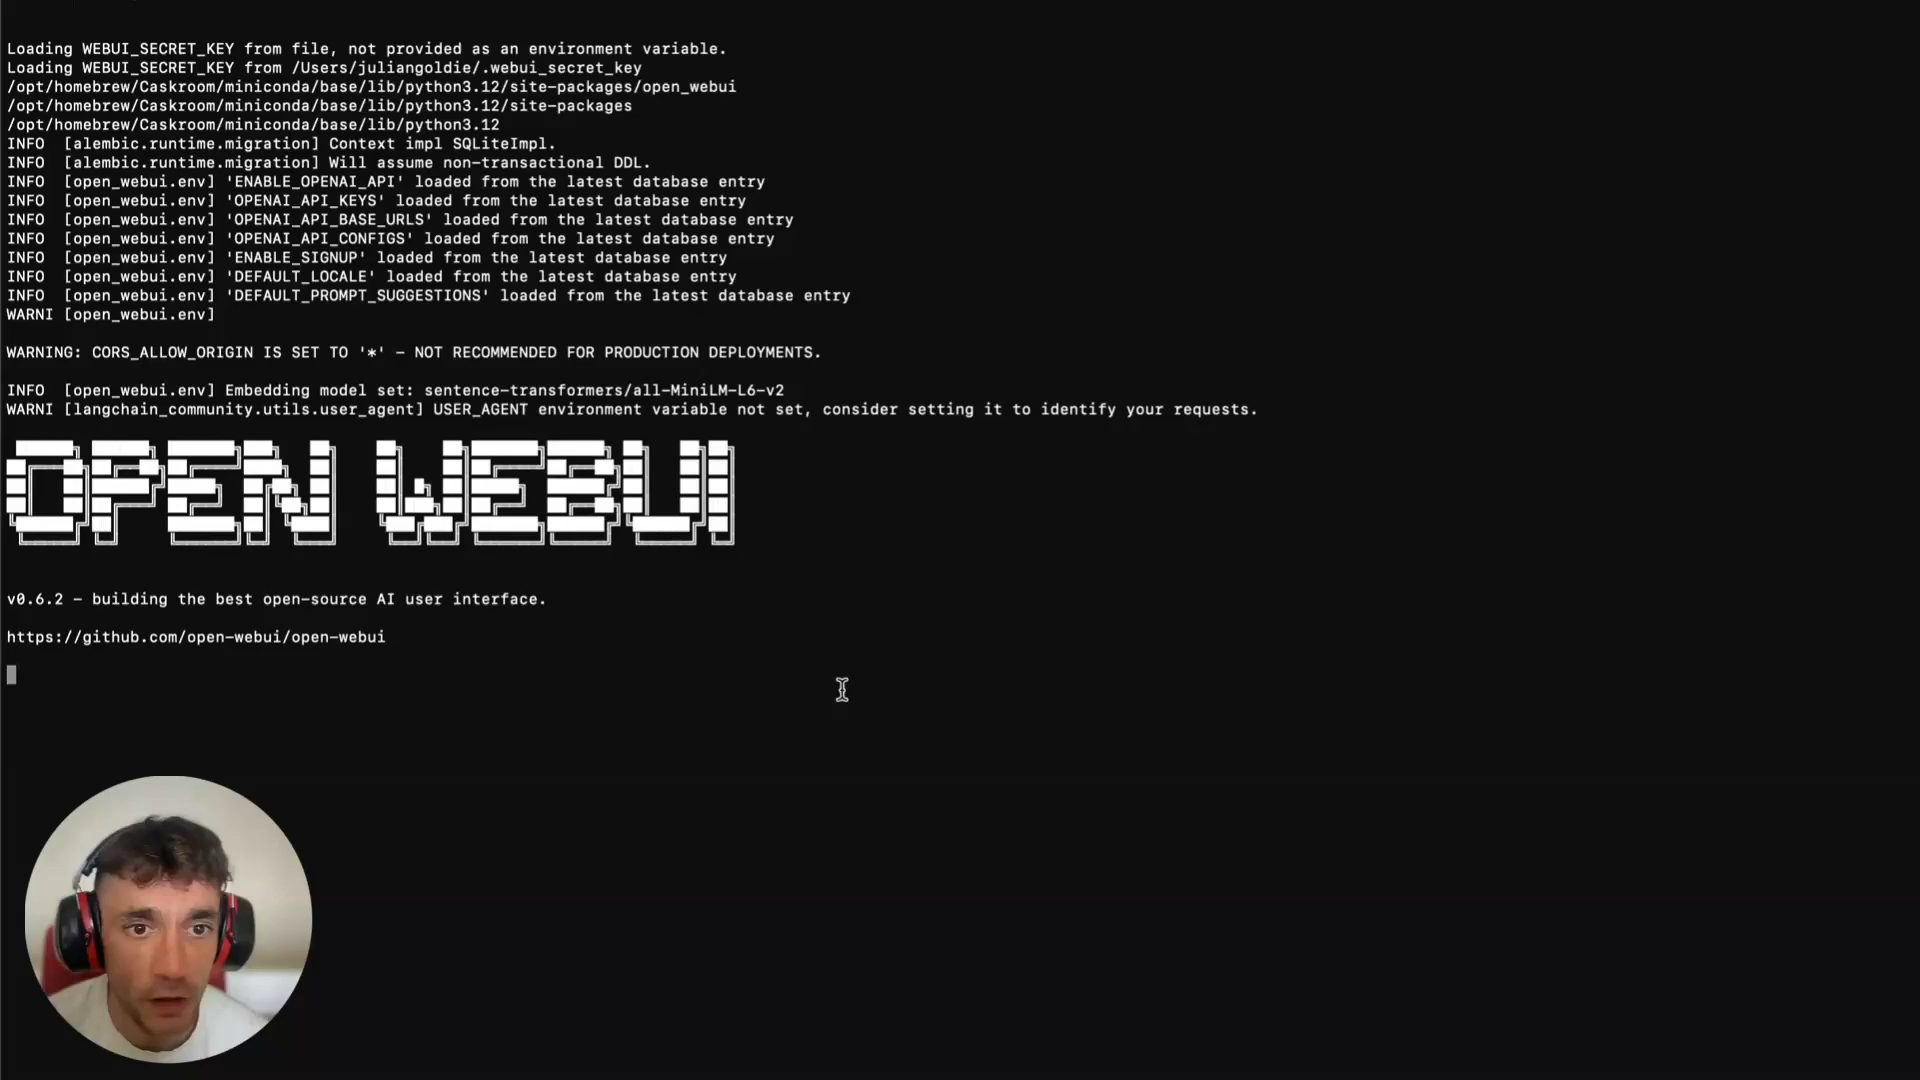 Loading WEBUI_SECRET_KEY from file, not provided as an environment variable.
Loading WEBUI_SECRET_KEY from /Users/juliangoldie/.webui_secret_key
/opt/homebrew/Caskroom/miniconda/base/lib/python3.12/site-packages/open_webui
/opt/homebrew/Caskroom/miniconda/base/lib/python3.12/site-packages
/opt/homebrew/Caskroom/miniconda/base/lib/python3.12
INFO  [alembic.runtime.migration] Context impl SQLiteImpl.
INFO  [alembic.runtime.migration] Will assume non-transactional DDL.
INFO  [open_webui.env] 'ENABLE_OPENAI_API' loaded from the latest database entry
INFO  [open_webui.env] 'OPENAI_API_KEYS' loaded from the latest database entry
INFO  [open_webui.env] 'OPENAI_API_BASE_URLS' loaded from the latest database entry
INFO  [open_webui.env] 'OPENAI_API_CONFIGS' loaded from the latest database entry
INFO  [open_webui.env] 'ENABLE_SIGNUP' loaded from the latest database entry
INFO  [open_webui.env] 'DEFAULT_LOCALE' loaded from the latest database entry
INFO  [open_webui.env] 'DEFAULT_PROMPT_SUGGESTIONS' loaded from the latest database entry
WARNI [open_webui.env]
WARNING: CORS_ALLOW_ORIGIN IS SET TO '*' - NOT RECOMMENDED FOR PRODUCTION DEPLOYMENTS.
INFO  [open_webui.env] Embedding model set: sentence-transformers/all-MiniLM-L6-v2
WARNI [langchain_community.utils.user_agent] USER_AGENT environment variable not set, consider setting it to identify your requests.
OPEN WEBUI
v0.6.2 - building the best open-source AI user interface.
https://github.com/open-webui/open-webui